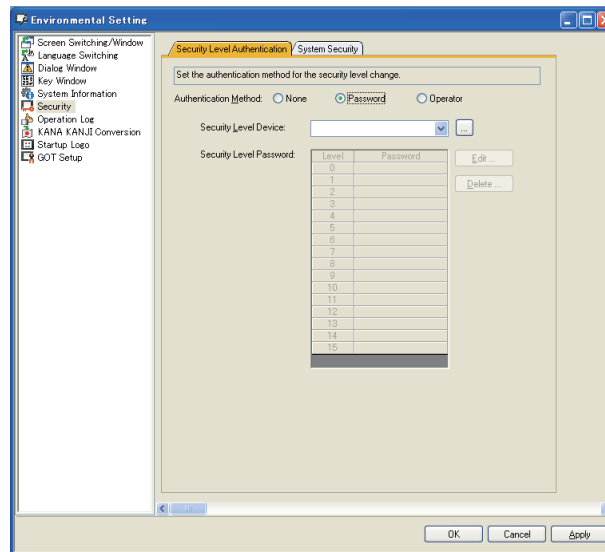 Environmental Setting
Screen Switching/Window
Language Switching
Dialog Window
Key Window
System Information
Security
Operation Log
KANA KANJI Conversion
Startup Logo
GOT Setup
Security Level Authentication
System Security
Set the authentication method for the security level change.
Authentication Method: None Password Operator
Security Level Device: ...
Security Level Password:
Level Password
0
1
2
3
4
5
6
7
8
9
10
11
12
13
14
15
Edit ...
Delete ...
OK Cancel Apply